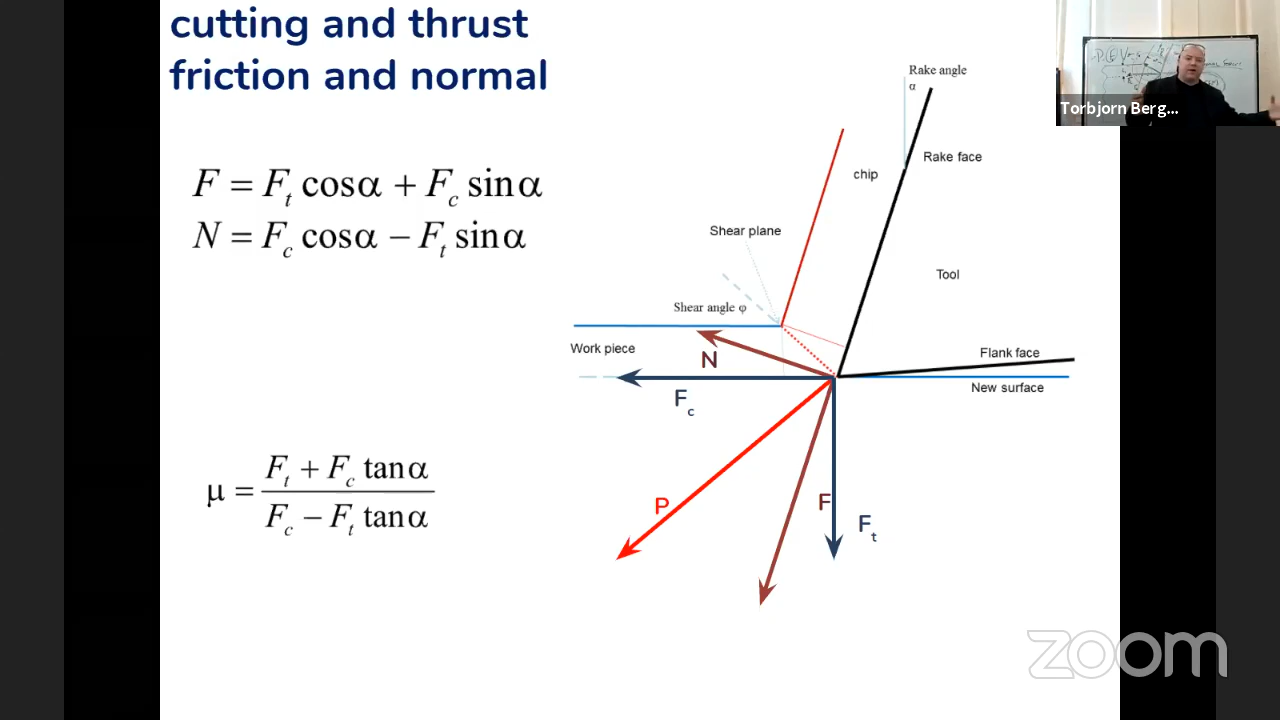 cutting and thrust
friction and normal
F = F_t cosα + F_c sinα
N = F_c cosα − F_t sinα
μ = (F_t + F_c tanα) / (F_c − F_t tanα)
Rake angle
α
Rake face
chip
Shear plane
Tool
Shear angle φ
Work piece
Flank face
New surface
N
F_c
P
F
F_t
Torbjorn Berg...
zoom